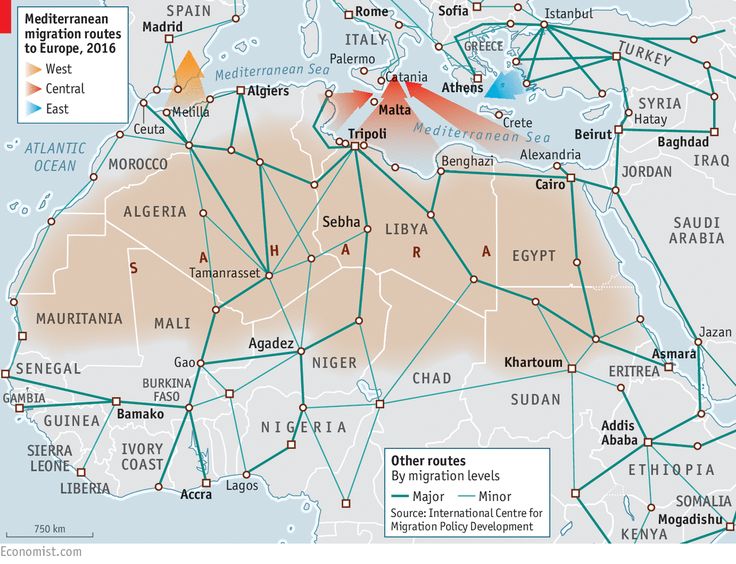 Mediterranean
migration routes
to Europe, 2016
West
Central
East
SPAIN
Madrid
Rome
ITALY
Sofia
Istanbul
GREECE
TURKEY
Palermo
Catania
Athens
Mediterranean Sea
Algiers
Melilla
Ceuta
Malta
Crete
Mediterranean Sea
SYRIA
Hatay
Beirut
Baghdad
IRAQ
ATLANTIC
OCEAN
MOROCCO
Tripoli
Benghazi
Alexandria
Cairo
JORDAN
ALGERIA
Sebha
LIBYA
EGYPT
SAUDI
ARABIA
S A H A R A
Tamanrasset
MAURITANIA
MALI
Agadez
NIGER
Gao
CHAD
Khartoum
SUDAN
Jazan
Asmara
ERITREA
SENEGAL
GAMBIA
BURKINA
FASO
Bamako
GUINEA
NIGERIA
Addis
Ababa
ETHIOPIA
SIERRA
LEONE
IVORY
COAST
LIBERIA
Accra
Lagos
SOMALIA
Mogadishu
KENYA
Other routes
By migration levels
Major
Minor
Source: International Centre for
Migration Policy Development
750 km
Economist.com